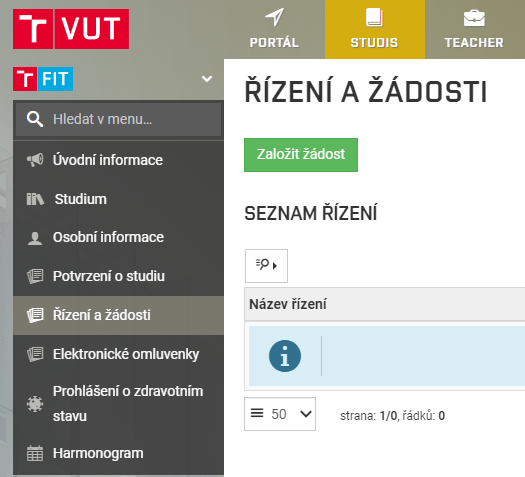 VUT
PORTÁL
STUDIS
TEACHER
FIT
Hledat v menu...
Úvodní informace
Studium
Osobní informace
Potvrzení o studiu
Řízení a žádosti
Elektronické omluvenky
Prohlášení o zdravotním
stavu
Harmonogram
ŘÍZENÍ A ŽÁDOSTI
Založit žádost
SEZNAM ŘÍZENÍ
Název řízení
50
strana: 1/0, řádků: 0